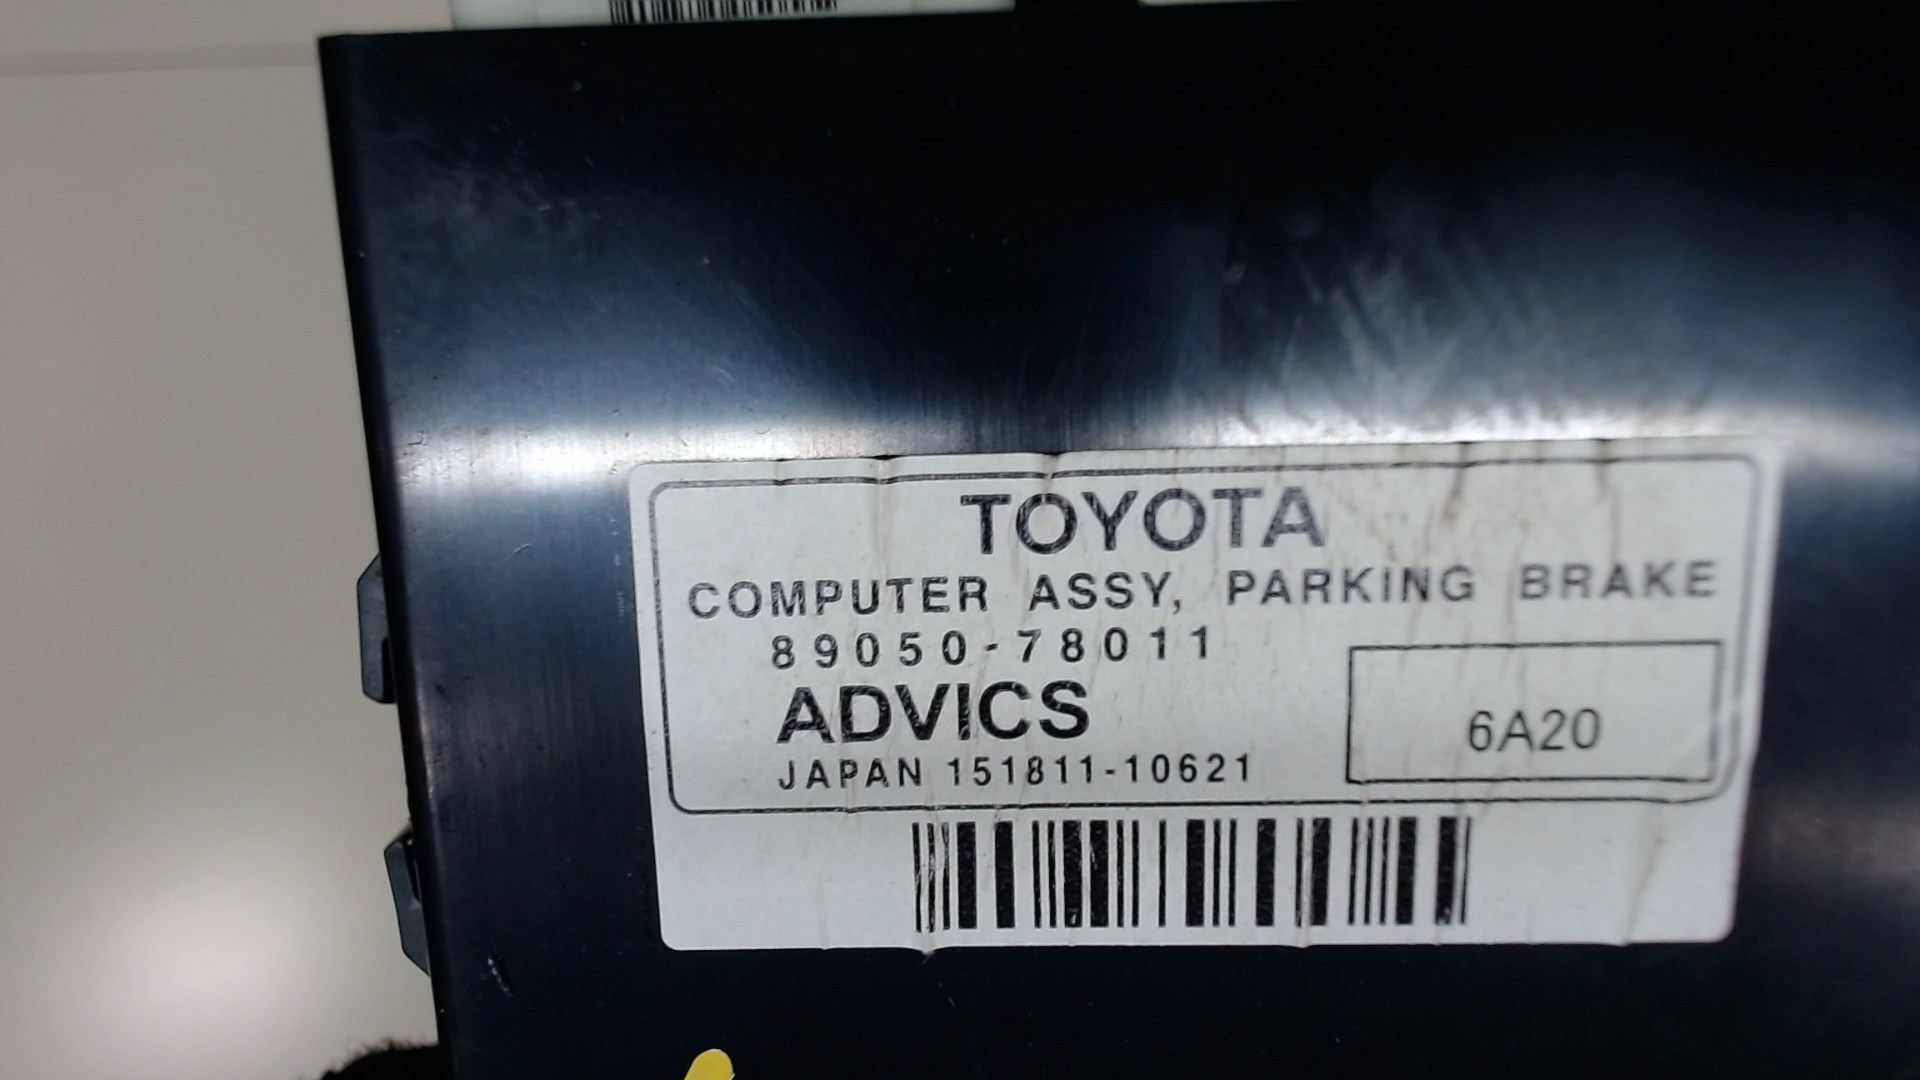 TOYOTA
COMPUTER ASSY, PARKING BRAKE
89050-78011
ADVICS
6A20
JAPAN 151811-10621